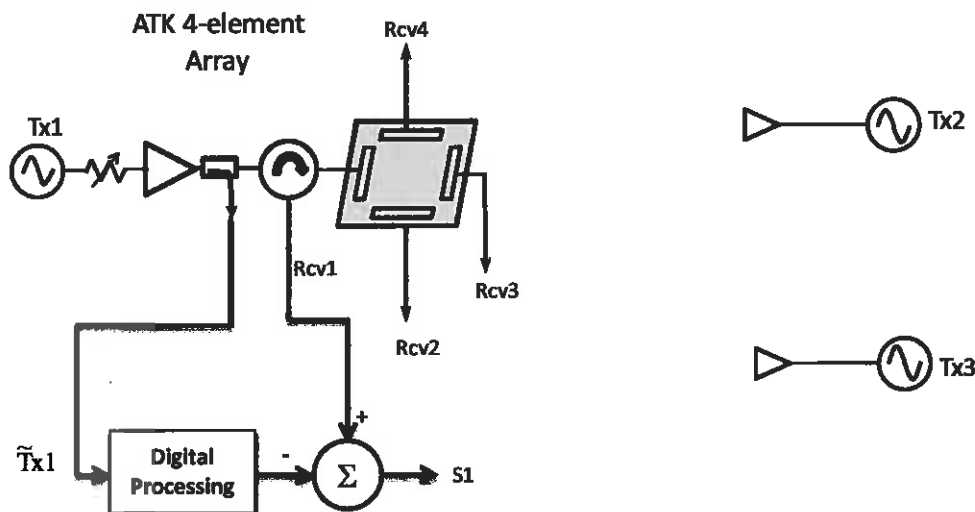 ATK 4-element
Array
Rcv4
Tx1
Tx2
Rcv1
Rcv3
Rcv2
Tx3
+
T̃x1
Digital
Processing
-
Σ
S1